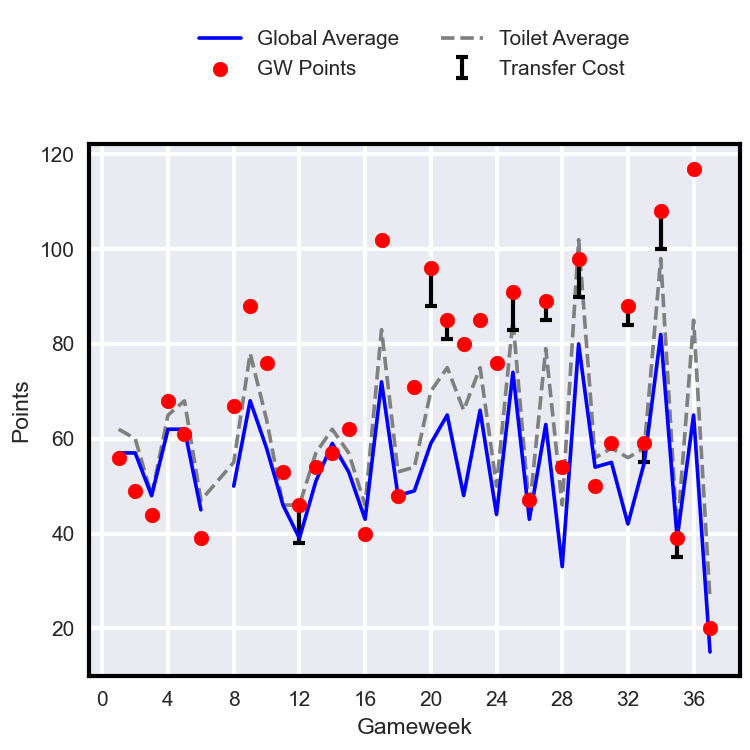 Global Average
Toilet Average
GW Points
Transfer Cost
120
100
80
60
40
20
Points
0 4 8 12 16 20 24 28 32 36
Gameweek